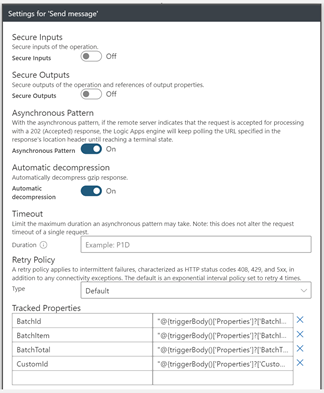 Settings for 'Send message'
Secure Inputs
Secure inputs of the operation.
Secure Inputs Off
Secure Outputs
Secure outputs of the operation and references of output properties.
Secure Outputs Off
Asynchronous Pattern
With the asynchronous pattern, if the remote server indicates that the request is accepted for processing
with a 202 (Accepted) response, the Logic Apps engine will keep polling the URL specified in the
response's location header until reaching a terminal state.
Asynchronous Pattern On
Automatic decompression
Automatically decompress gzip response.
Automatic
decompression On
Timeout
Limit the maximum duration an asynchronous pattern may take. Note: this does not alter the request
timeout of a single request.
Duration Example: P1D
Retry Policy
A retry policy applies to intermittent failures, characterized as HTTP status codes 408, 429, and 5xx, in
addition to any connectivity exceptions. The default is an exponential interval policy set to retry 4 times.
Type Default
Tracked Properties
BatchId "@{triggerBody()['Properties']?['BatchI...
BatchItem "@{triggerBody()['Properties']?['BatchI...
BatchTotal "@{triggerBody()['Properties']?['BatchT...
CustomId "@{triggerBody()['Properties']?['Custo...